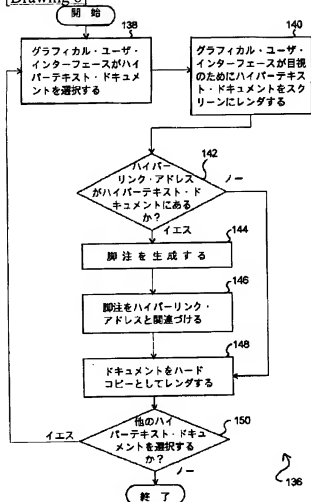 [Drawing 8]
開 始
138
グラフィカル・ユーザ・
インターフェースがハイ
パーテキスト・ドキュメ
ントを選択する
140
グラフィカル・ユーザ・
インターフェースが目視
のためにハイパーテキス
ト・ドキュメントをスク
リーンにレンダする
142
ハイパー
リンク・アドレス
がハイパーテキスト・ド
キュメントにある
か?
ノー
イエス
144
脚 注 を 生 成 す る
146
脚注をハイパーリンク・
アドレスと関連づける
148
ドキュメントをハード
コピーとしてレンダする
150
他のハイ
パーテキスト・ドキュ
メントを選択する
か?
イエス
ノー
136
終 了